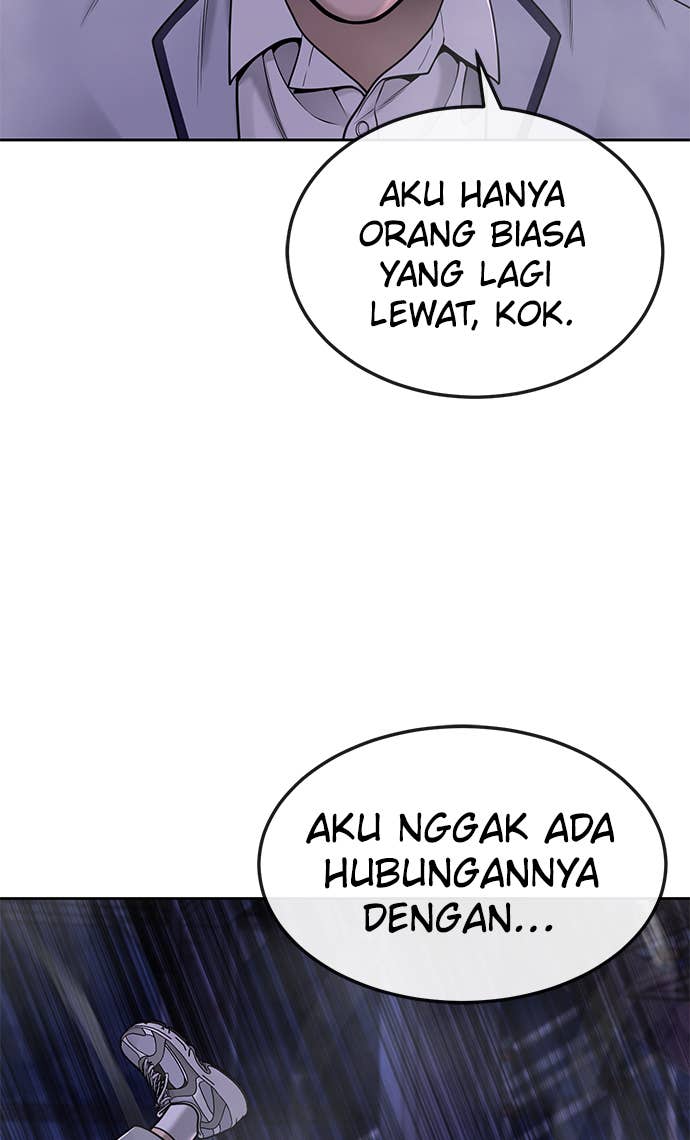 AKU HANYA
ORANG BIASA
YANG LAGI
LEWAT, KOK.
AKU NGGAK ADA
HUBUNGANNYA
DENGAN...